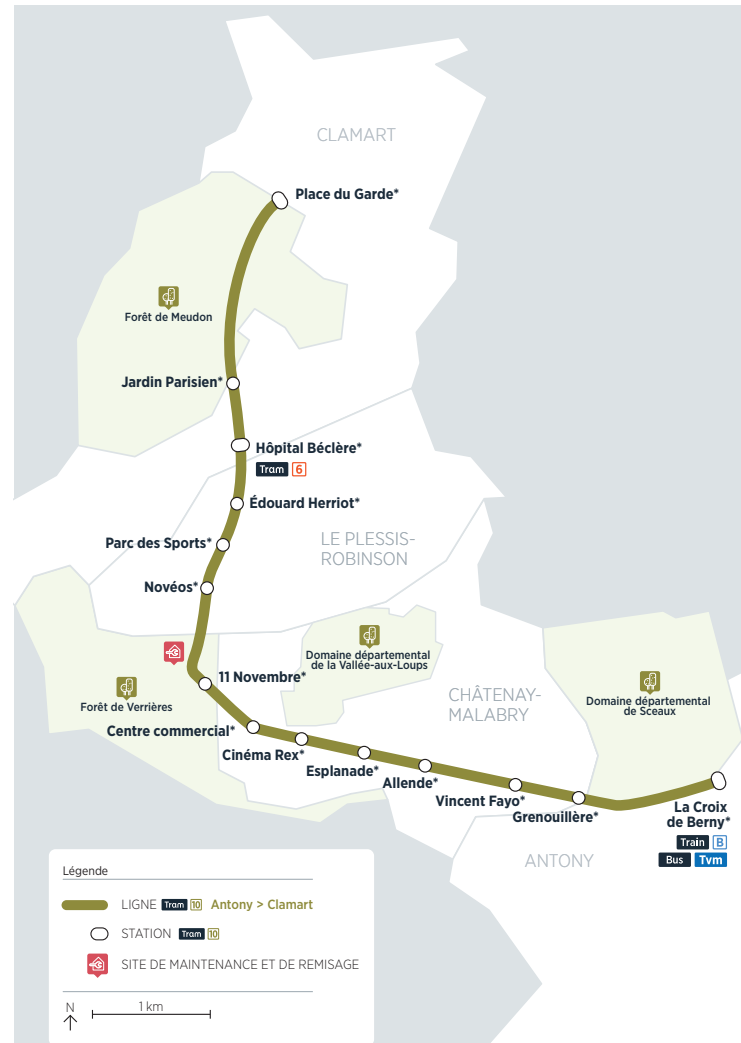 CLAMART
Place du Garde*
Forêt de Meudon
Jardin Parisien*
Hôpital Béclère*
Tram 6
Édouard Herriot*
LE PLESSIS-
ROBINSON
Parc des Sports*
Novéos*
Domaine départemental
de la Vallée-aux-Loups
11 Novembre*
Forêt de Verrières
CHÂTENAY-
MALABRY
Domaine départemental
de Sceaux
Centre commercial*
Cinéma Rex*
Esplanade*
Allende*
Vincent Fayo*
Grenouillère*
La Croix
de Berny*
Train B
Bus Tvm
ANTONY
Légende
LIGNE Tram 10 Antony > Clamart
STATION Tram 10
SITE DE MAINTENANCE ET DE REMISAGE
N
1 km